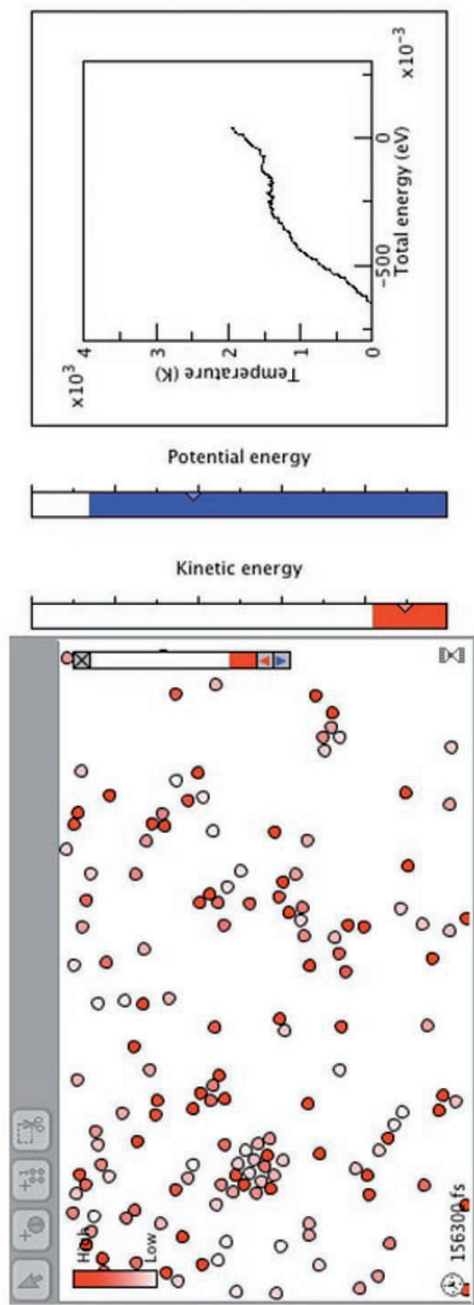 High
Low
156300 fs
Kinetic energy
Potential energy
x10³
4
3
2
1
0
Temperature (K)
−500
0
x10⁻³
Total energy (eV)